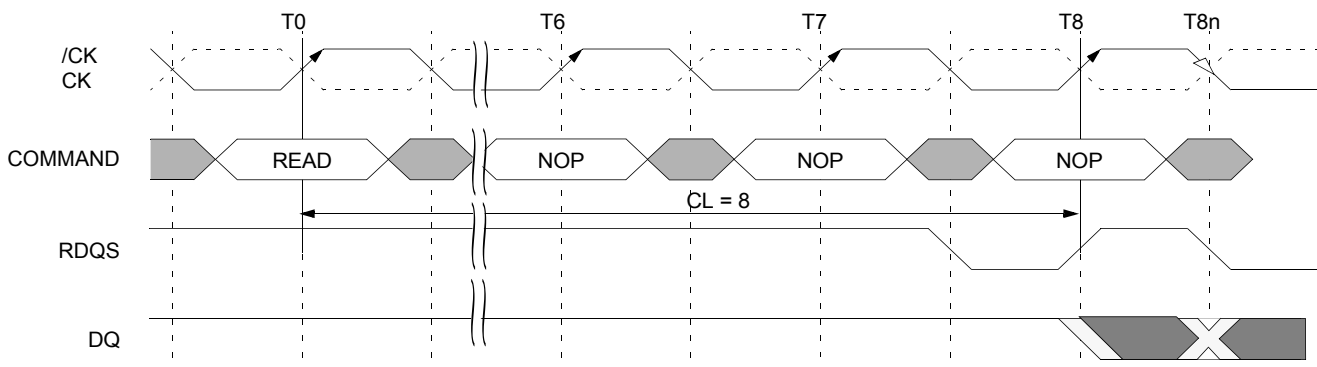 T0 T6 T7 T8 T8n
/CK
CK
COMMAND READ NOP NOP NOP
CL = 8
RDQS
DQ